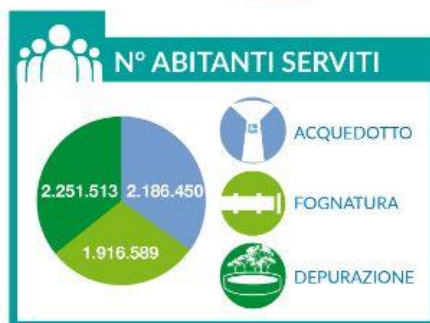 N° ABITANTI SERVITI
2.251.513
2.186.450
1.916.589
ACQUEDOTTO
FOGNATURA
DEPURAZIONE